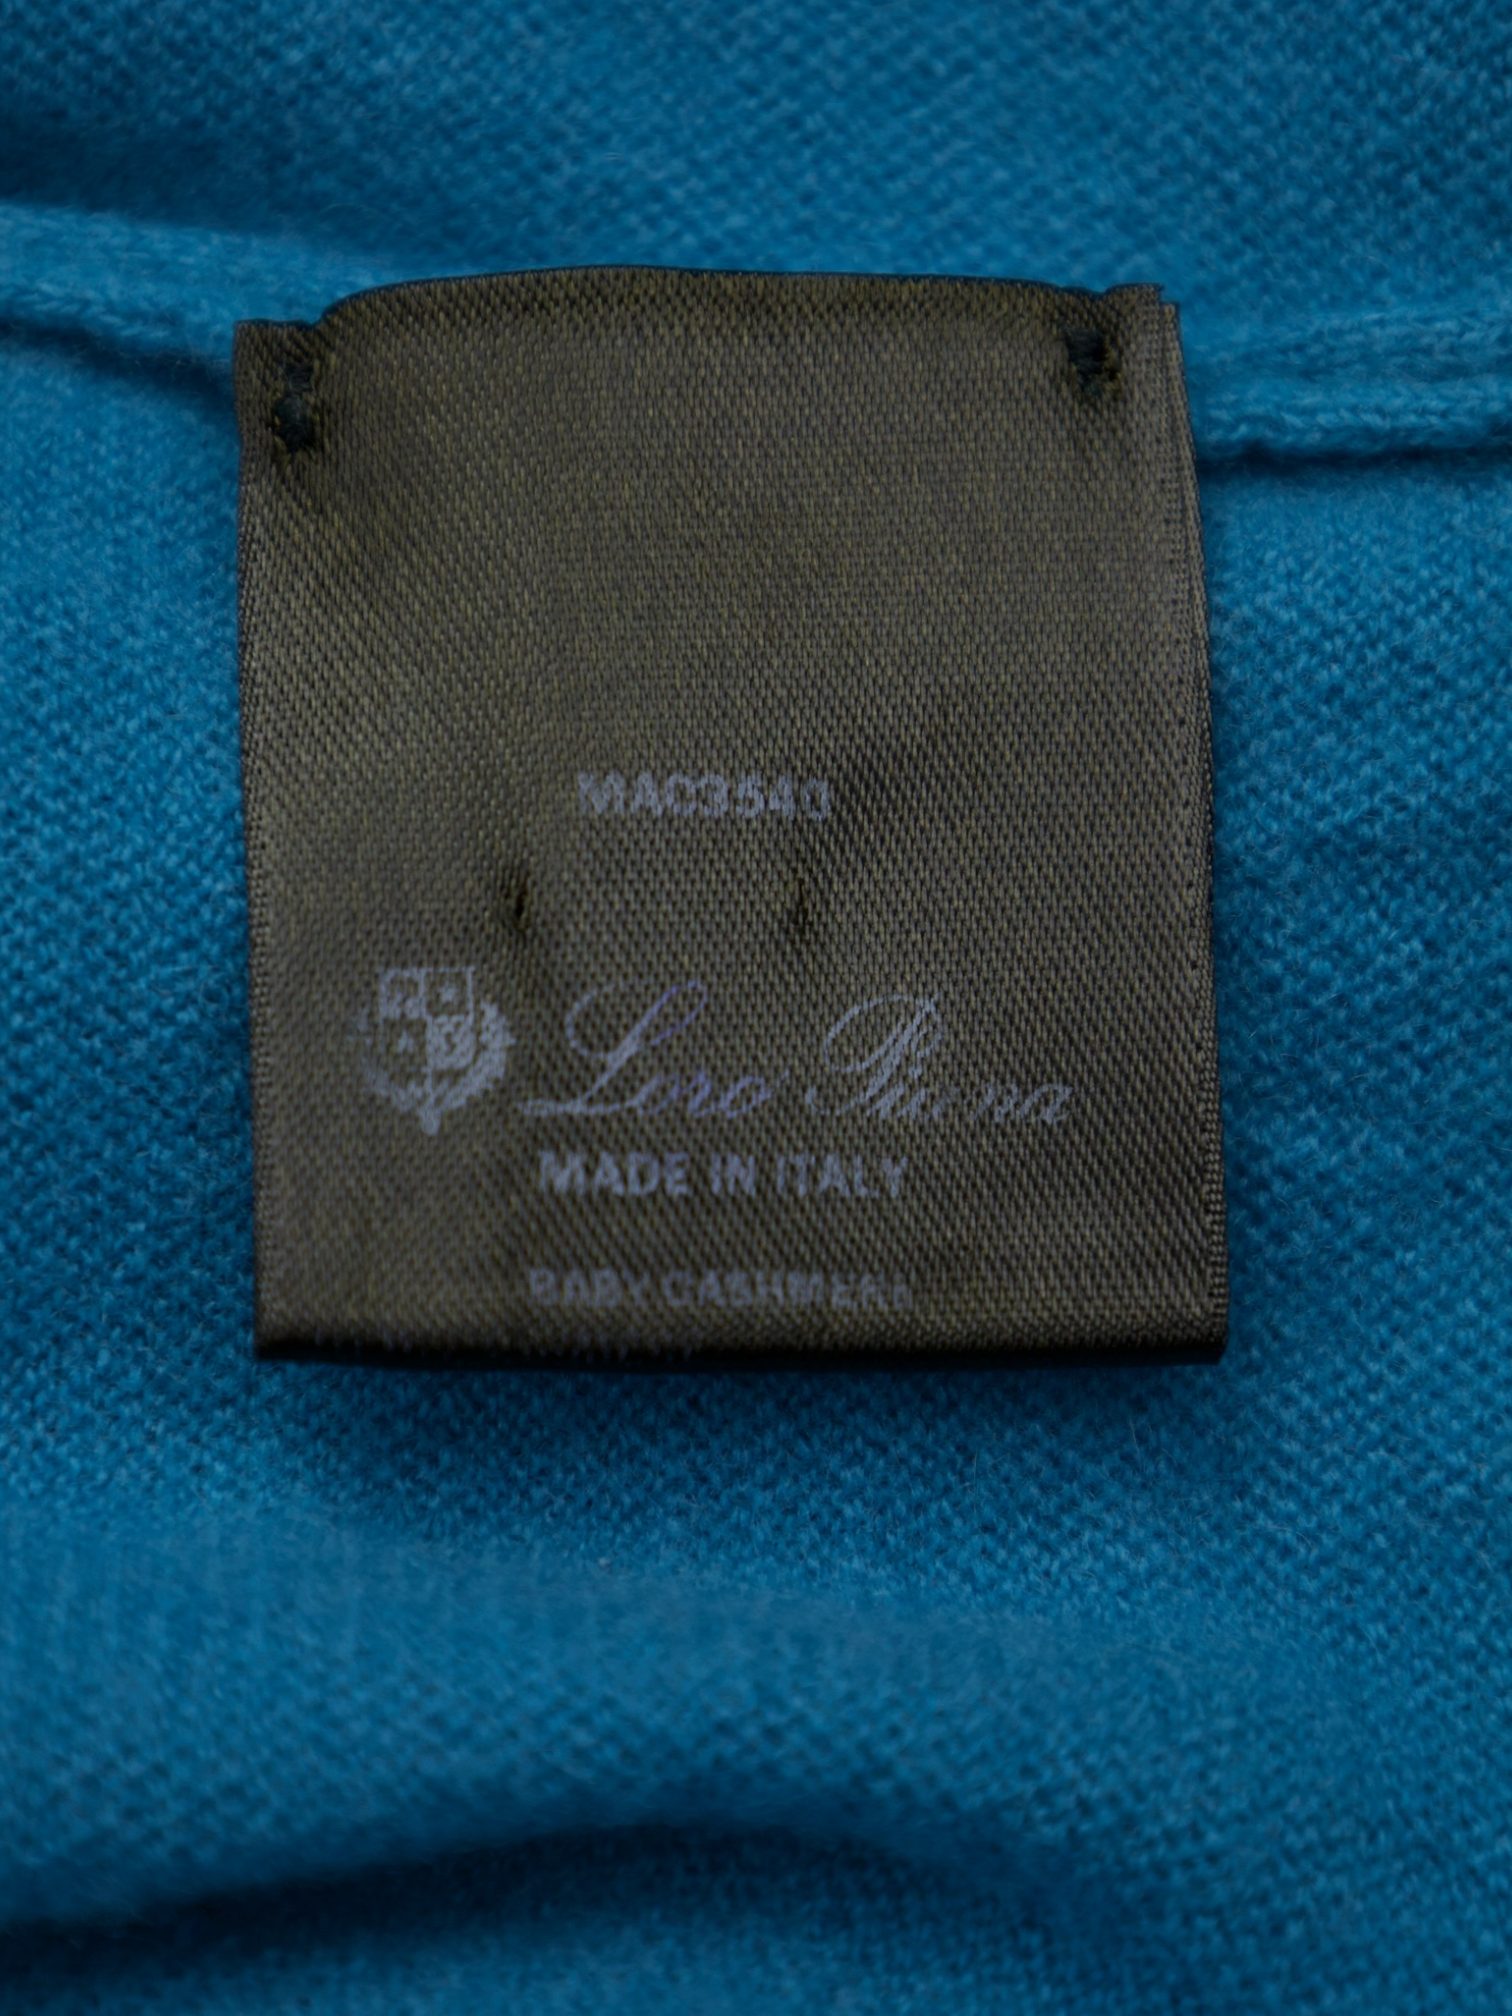 MAC3540
Loro Piana
MADE IN ITALY
BABY CASHMERE